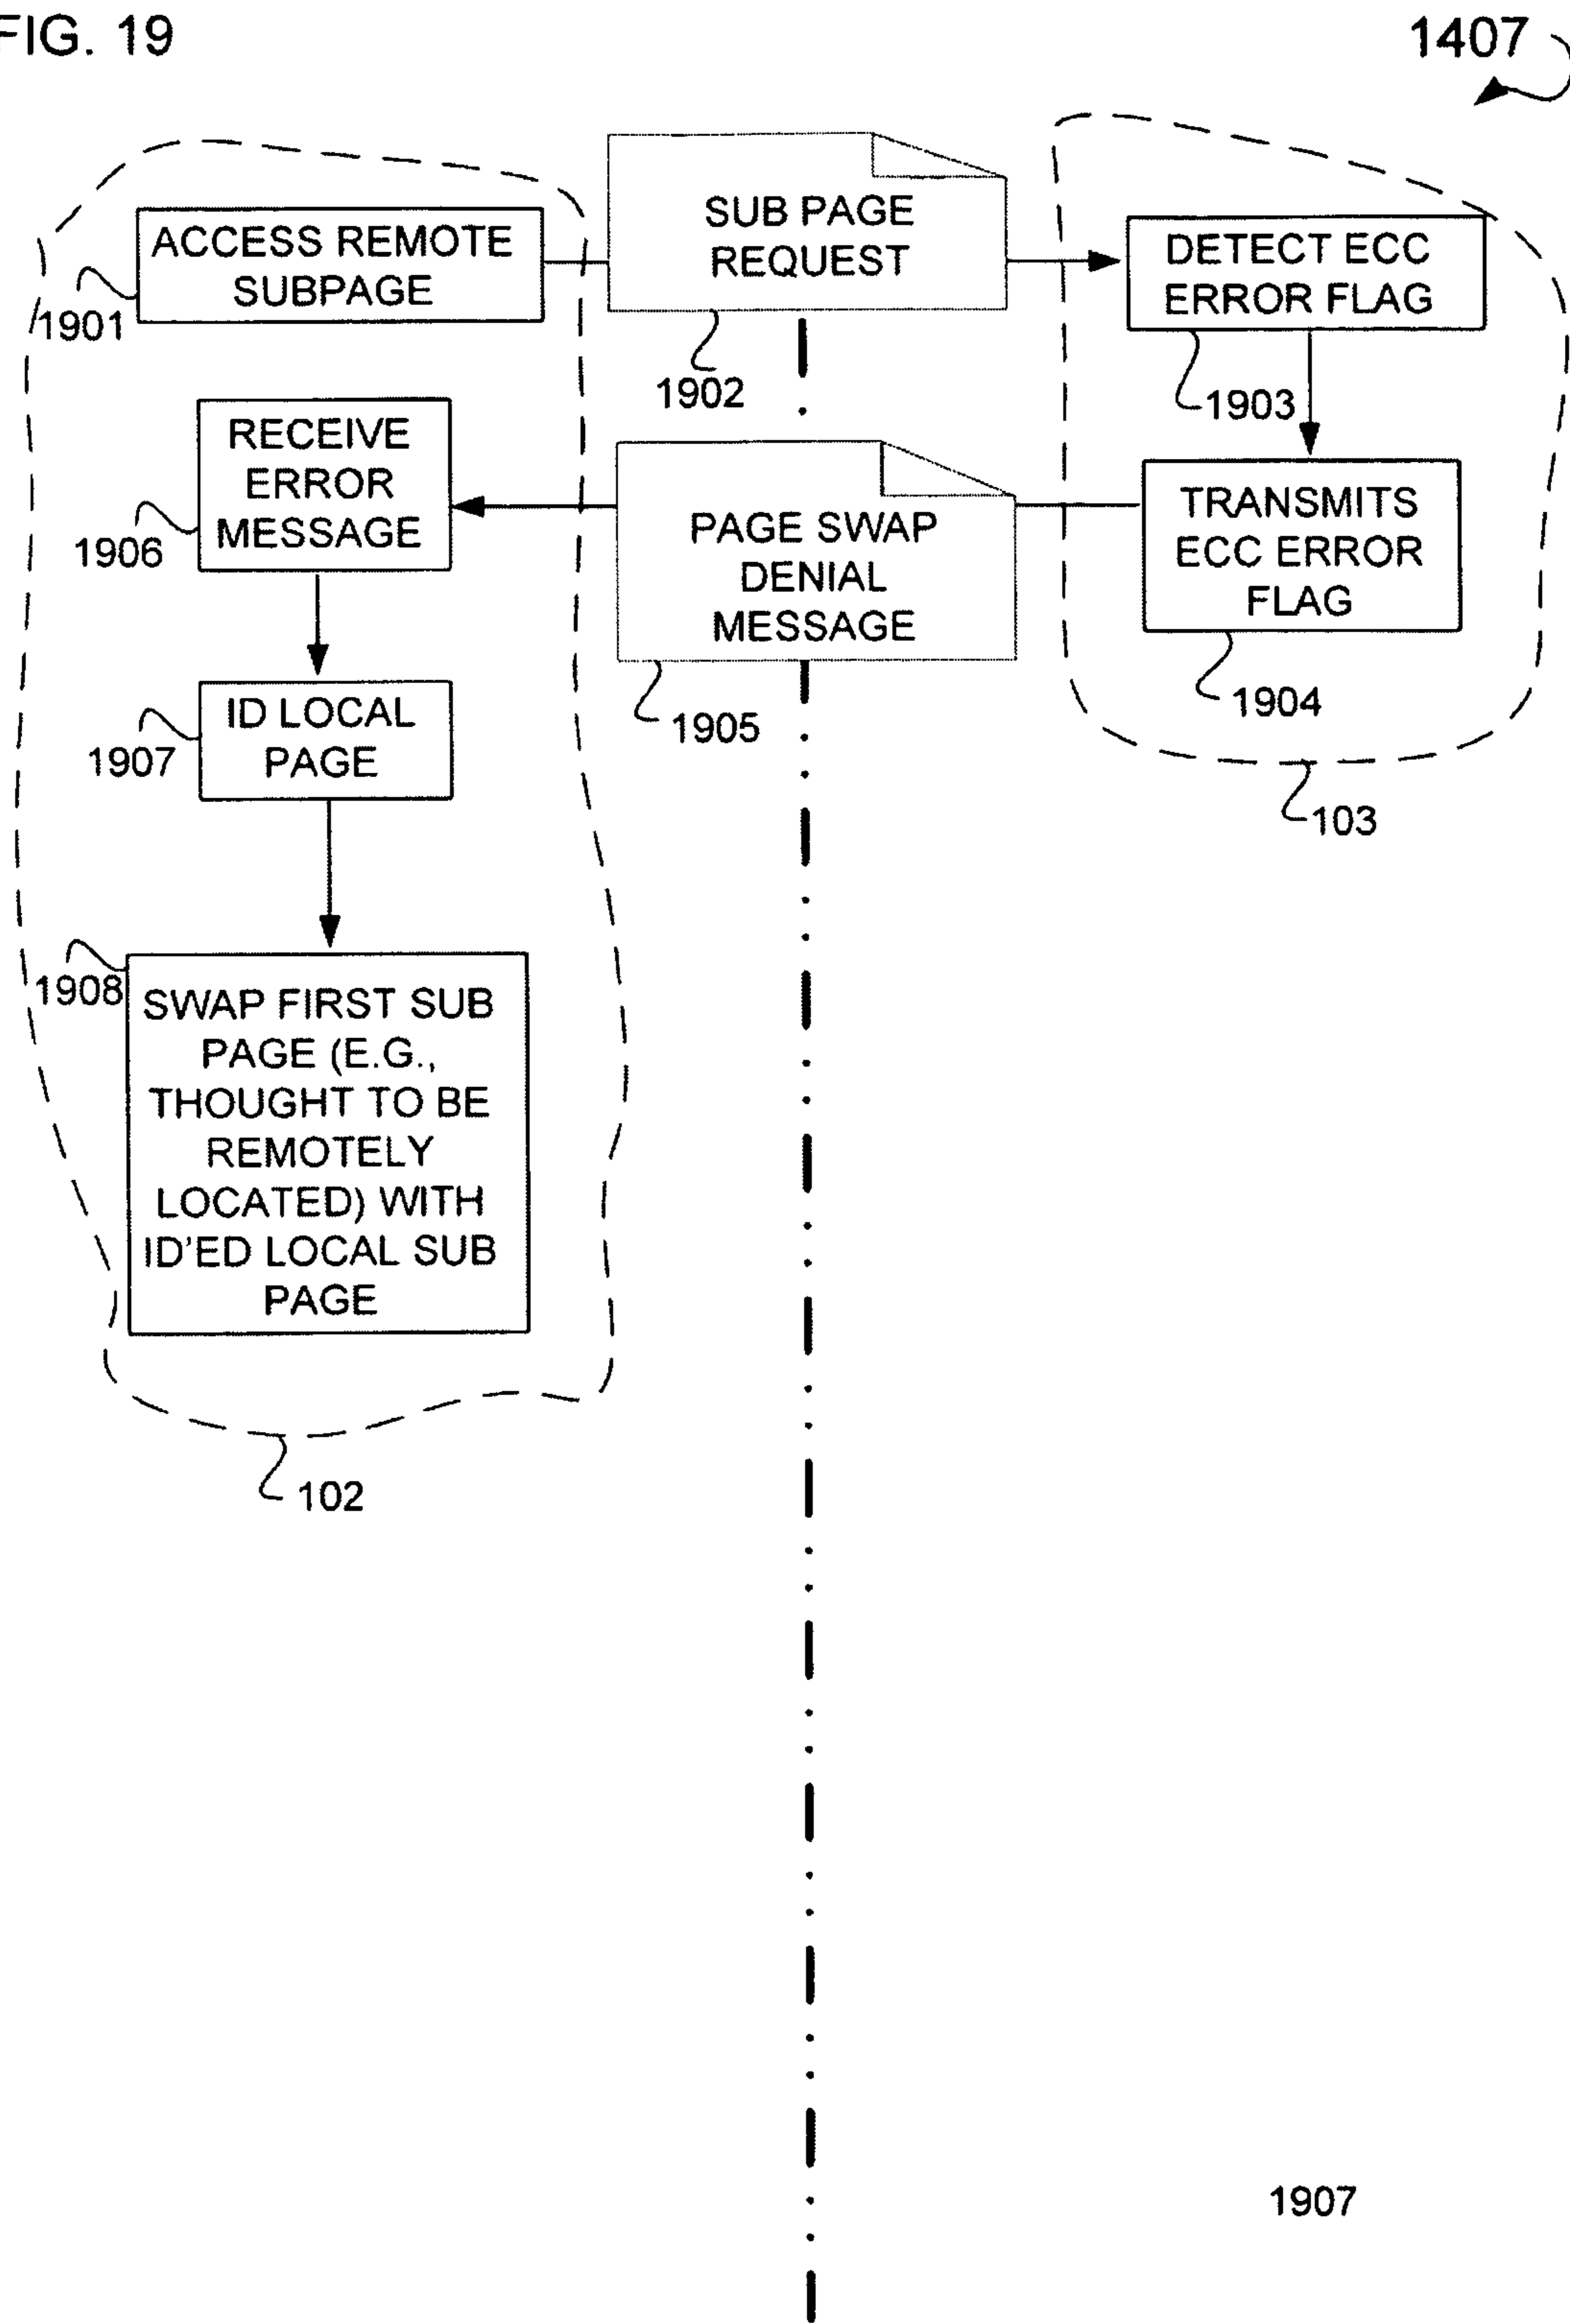 FIG. 19
1407
ACCESS REMOTE
SUBPAGE
1901
SUB PAGE
REQUEST
1902
DETECT ECC
ERROR FLAG
1903
RECEIVE
ERROR
MESSAGE
1906
PAGE SWAP
DENIAL
MESSAGE
1905
TRANSMITS
ECC ERROR
FLAG
1904
103
ID LOCAL
PAGE
1907
1908
SWAP FIRST SUB
PAGE (E.G.,
THOUGHT TO BE
REMOTELY
LOCATED) WITH
ID'ED LOCAL SUB
PAGE
102
1907